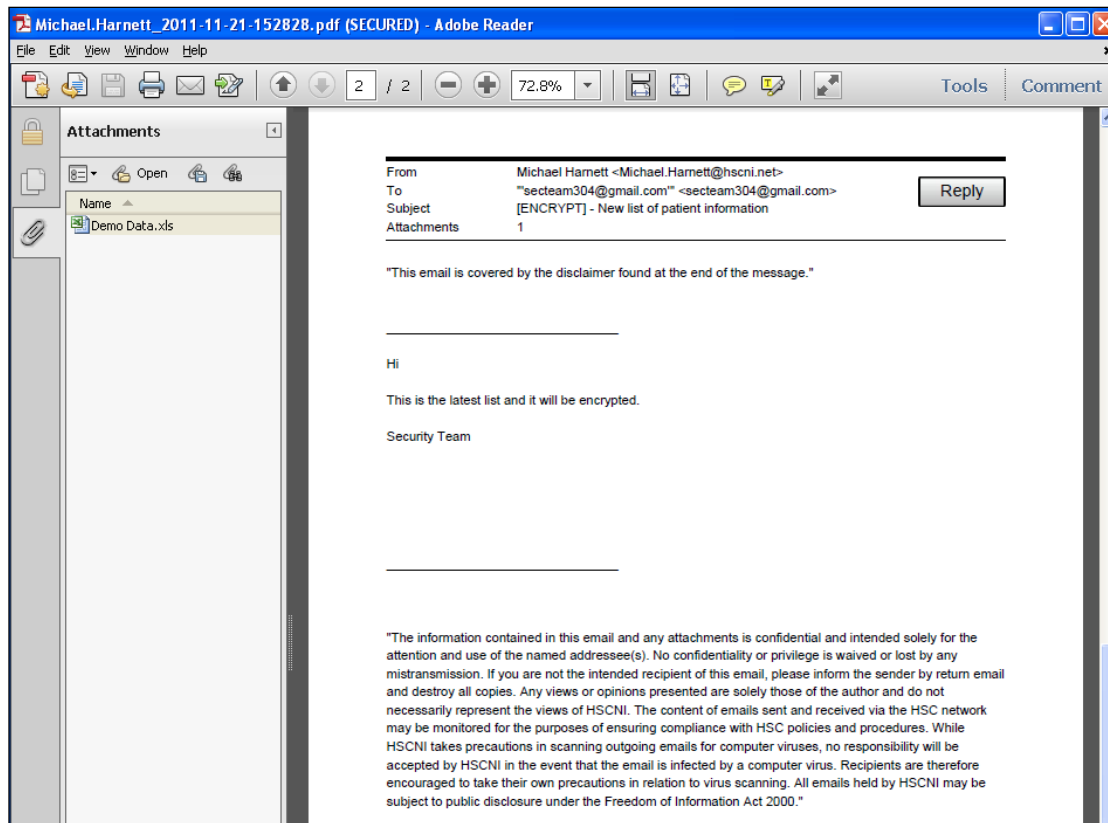 Michael.Harnett_2011-11-21-152828.pdf (SECURED) - Adobe Reader
File Edit View Window Help
2 / 2 72.8% Tools Comment
Attachments
Open
Name
Demo Data.xls
From Michael Harnett <Michael.Harnett@hscni.net>
To "'secteam304@gmail.com'" <secteam304@gmail.com>
Subject [ENCRYPT] - New list of patient information
Attachments 1
Reply
"This email is covered by the disclaimer found at the end of the message."
Hi
This is the latest list and it will be encrypted.
Security Team
"The information contained in this email and any attachments is confidential and intended solely for the
attention and use of the named addressee(s). No confidentiality or privilege is waived or lost by any
mistransmission. If you are not the intended recipient of this email, please inform the sender by return email
and destroy all copies. Any views or opinions presented are solely those of the author and do not
necessarily represent the views of HSCNI. The content of emails sent and received via the HSC network
may be monitored for the purposes of ensuring compliance with HSC policies and procedures. While
HSCNI takes precautions in scanning outgoing emails for computer viruses, no responsibility will be
accepted by HSCNI in the event that the email is infected by a computer virus. Recipients are therefore
encouraged to take their own precautions in relation to virus scanning. All emails held by HSCNI may be
subject to public disclosure under the Freedom of Information Act 2000."